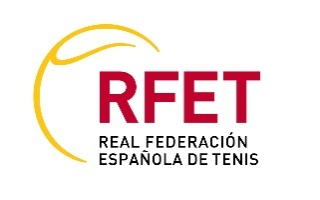 RFET
REAL FEDERACIÓN
ESPAÑOLA DE TENIS